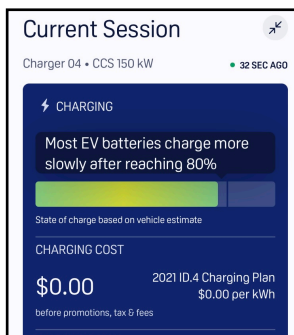 Current Session
Charger 04 • CCS 150 kW
32 SEC AGO
CHARGING
Most EV batteries charge more
slowly after reaching 80%
State of charge based on vehicle estimate
CHARGING COST
$0.00
2021 ID.4 Charging Plan
$0.00 per kWh
before promotions, tax & fees